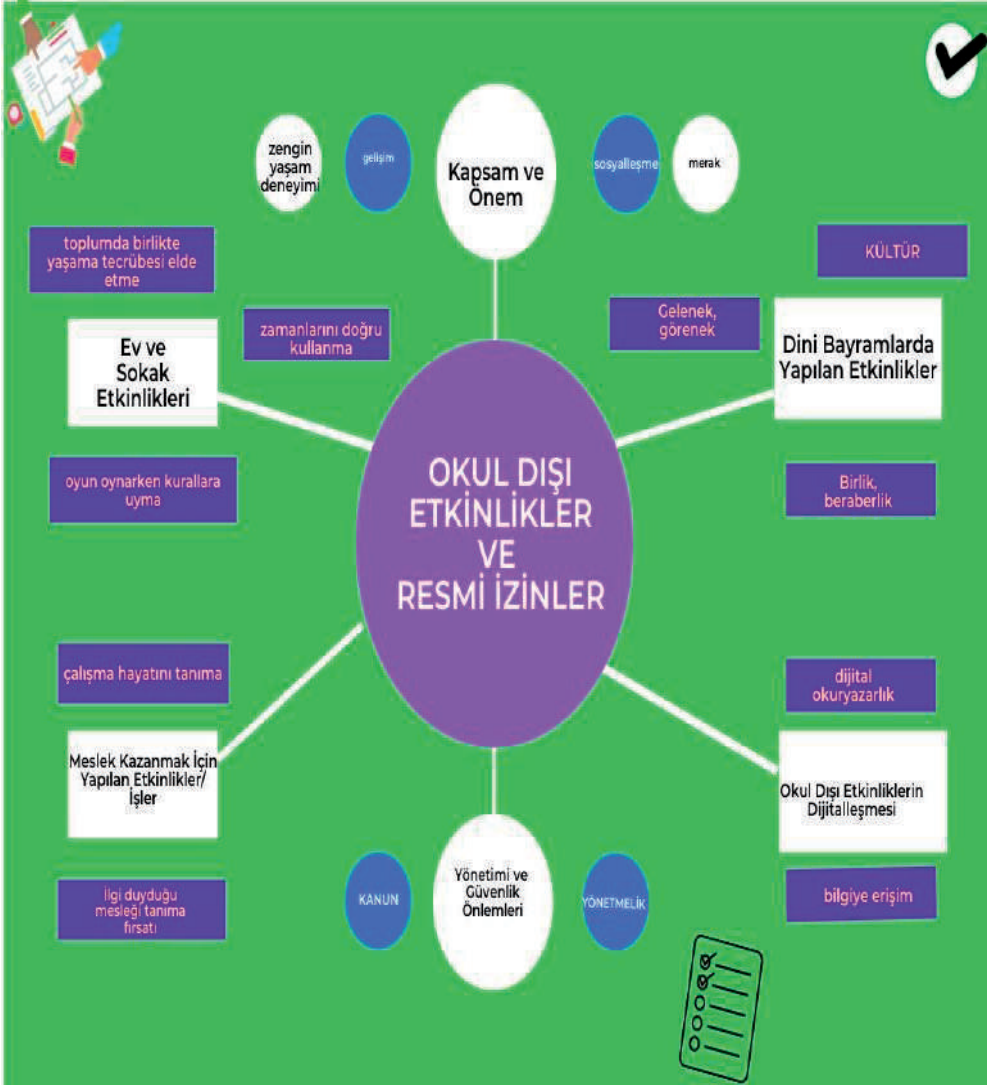 zengin
yaşam
deneyimi
gelişim
Kapsam ve
Önem
sosyalleşme
merak
toplumda birlikte
yaşama tecrübesi elde
etme
KÜLTÜR
zamanlarını doğru
kullanma
Gelenek,
görenek
Ev ve
Sokak
Etkinlikleri
Dini Bayramlarda
Yapılan Etkinlikler
oyun oynarken kurallara
uyma
OKUL DIŞI
ETKİNLİKLER
VE
RESMİ İZİNLER
Birlik,
beraberlik
çalışma hayatını tanıma
dijital
okuryazarlık
Meslek Kazanmak İçin
Yapılan Etkinlikler/
İşler
Okul Dışı Etkinliklerin
Dijitalleşmesi
İlgi duyduğu
mesleği tanıma
fırsatı
KANUN
Yönetimi ve
Güvenlik
Önlemleri
YÖNETMELİK
bilgiye erişim